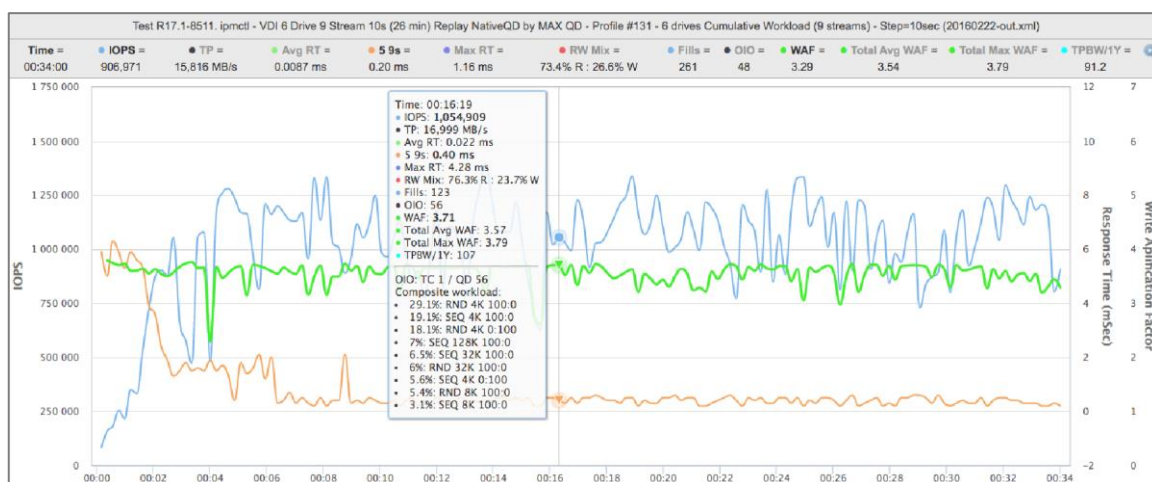 Test R17.1-8511. ipmctl - VDI 6 Drive 9 Stream 10s (26 min) Replay NativeQD by MAX QD - Profile #131 - 6 drives Cumulative Workload (9 streams) - Step=10sec (20160222-out.xml)
Time = IOPS = TP = Avg RT = 5 9s = Max RT = RW Mix = Fills = OIO = WAF = Total Avg WAF = Total Max WAF = TPBW/1Y =
00:34:00 906,971 15,816 MB/s 0.0087 ms 0.20 ms 1.16 ms 73.4% R : 26.6% W 261 48 3.29 3.54 3.79 91.2
1 750 000 12 7
1 500 000 10 6
1 250 000 8 5
1 000 000 6 4
750 000 4 3
500 000 2 2
250 000 0 1
0 −2 0
IOPS
Time: 00:16:19
IOPS: 1,054,909
TP: 16,999 MB/s
Avg RT: 0.022 ms
5 9s: 0.40 ms
Max RT: 4.28 ms
RW Mix: 76.3% R : 23.7% W
Fills: 123
OIO: 56
WAF: 3.71
Total Avg WAF: 3.57
Total Max WAF: 3.79
TPBW/1Y: 107
OIO: TC 1 / QD 56
Composite workload:
29.1%: RND 4K 100:0
19.1%: SEQ 4K 100:0
18.1%: RND 4K 0:100
7%: SEQ 128K 100:0
6.5%: SEQ 32K 100:0
6%: RND 32K 100:0
5.6%: SEQ 4K 0:100
5.4%: RND 8K 100:0
3.1%: SEQ 8K 100:0
Response Time (mSec)
Write Aplification Factor
00:00 00:02 00:04 00:06 00:08 00:10 00:12 00:14 00:16 00:18 00:20 00:22 00:24 00:26 00:28 00:30 00:32 00:34